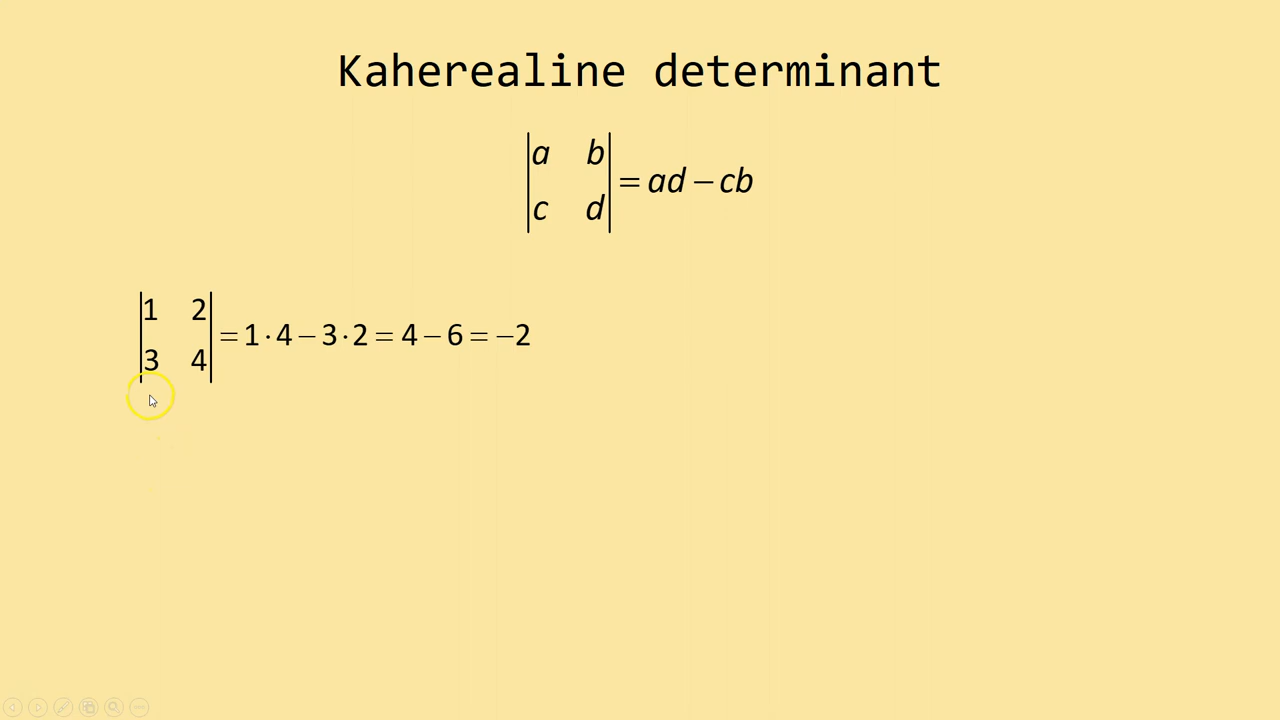 Kaherealine determinant
|a b|
|c d| = ad − cb
|1 2|
|3 4| = 1 · 4 − 3 · 2 = 4 − 6 = −2